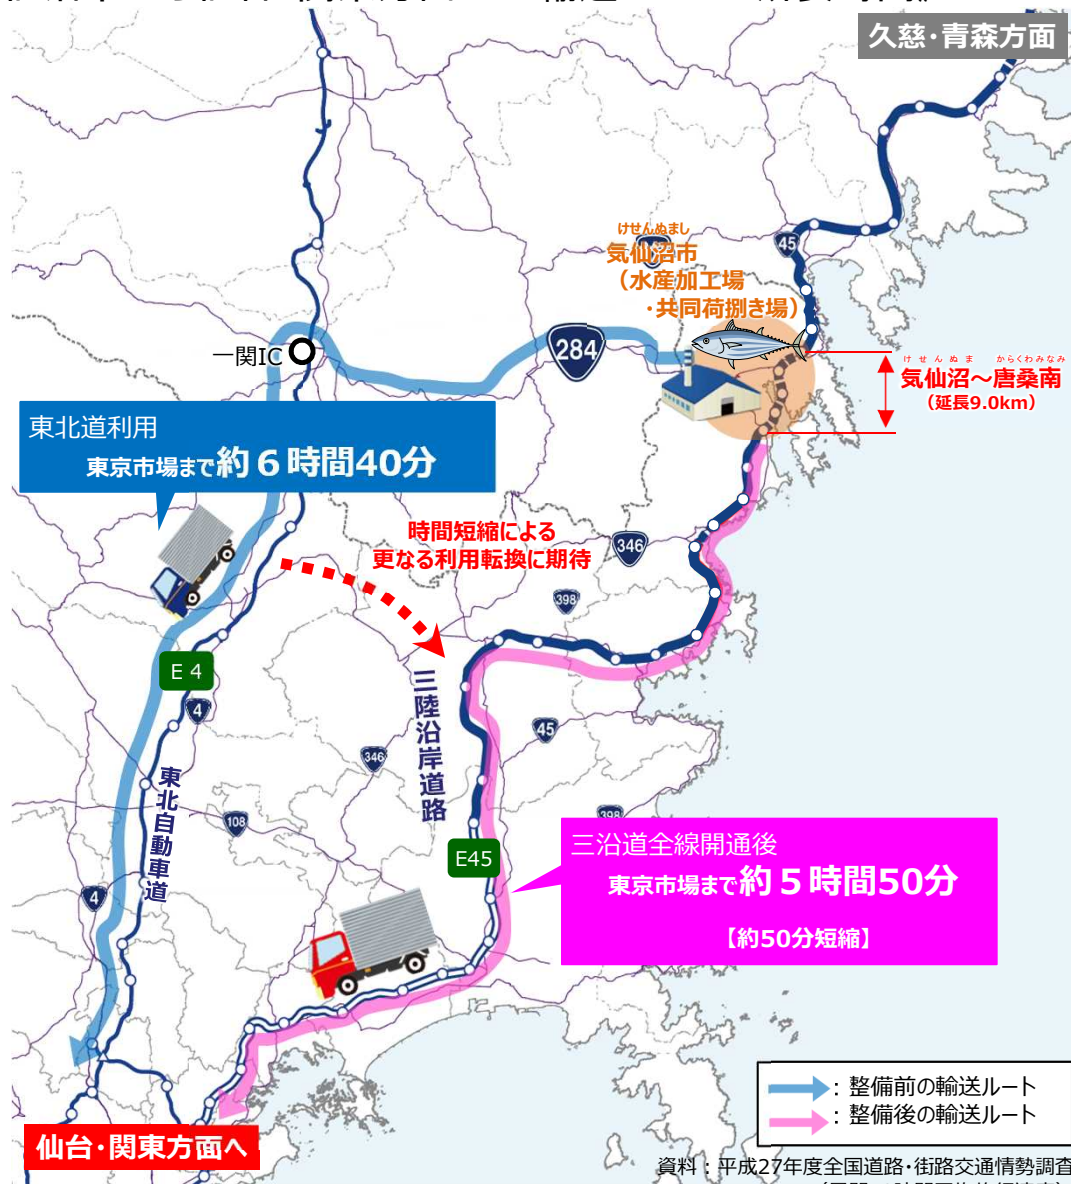 久慈・青森方面
けせんぬまし
気仙沼市
（水産加工場
・共同荷捌き場）
45
284
一関IC
けせんぬま からくわみなみ
気仙沼～唐桑南
（延長9.0km）
東北道利用
東京市場まで約６時間40分
時間短縮による
更なる利用転換に期待
346
398
E 4
4
三陸沿岸道路
45
346
東北自動車道
108
398
E45
三沿道全線開通後
東京市場まで約５時間50分
【約50分短縮】
4
：整備前の輸送ルート
：整備後の輸送ルート
仙台・関東方面へ
資料：平成27年度全国道路・街路交通情勢調査